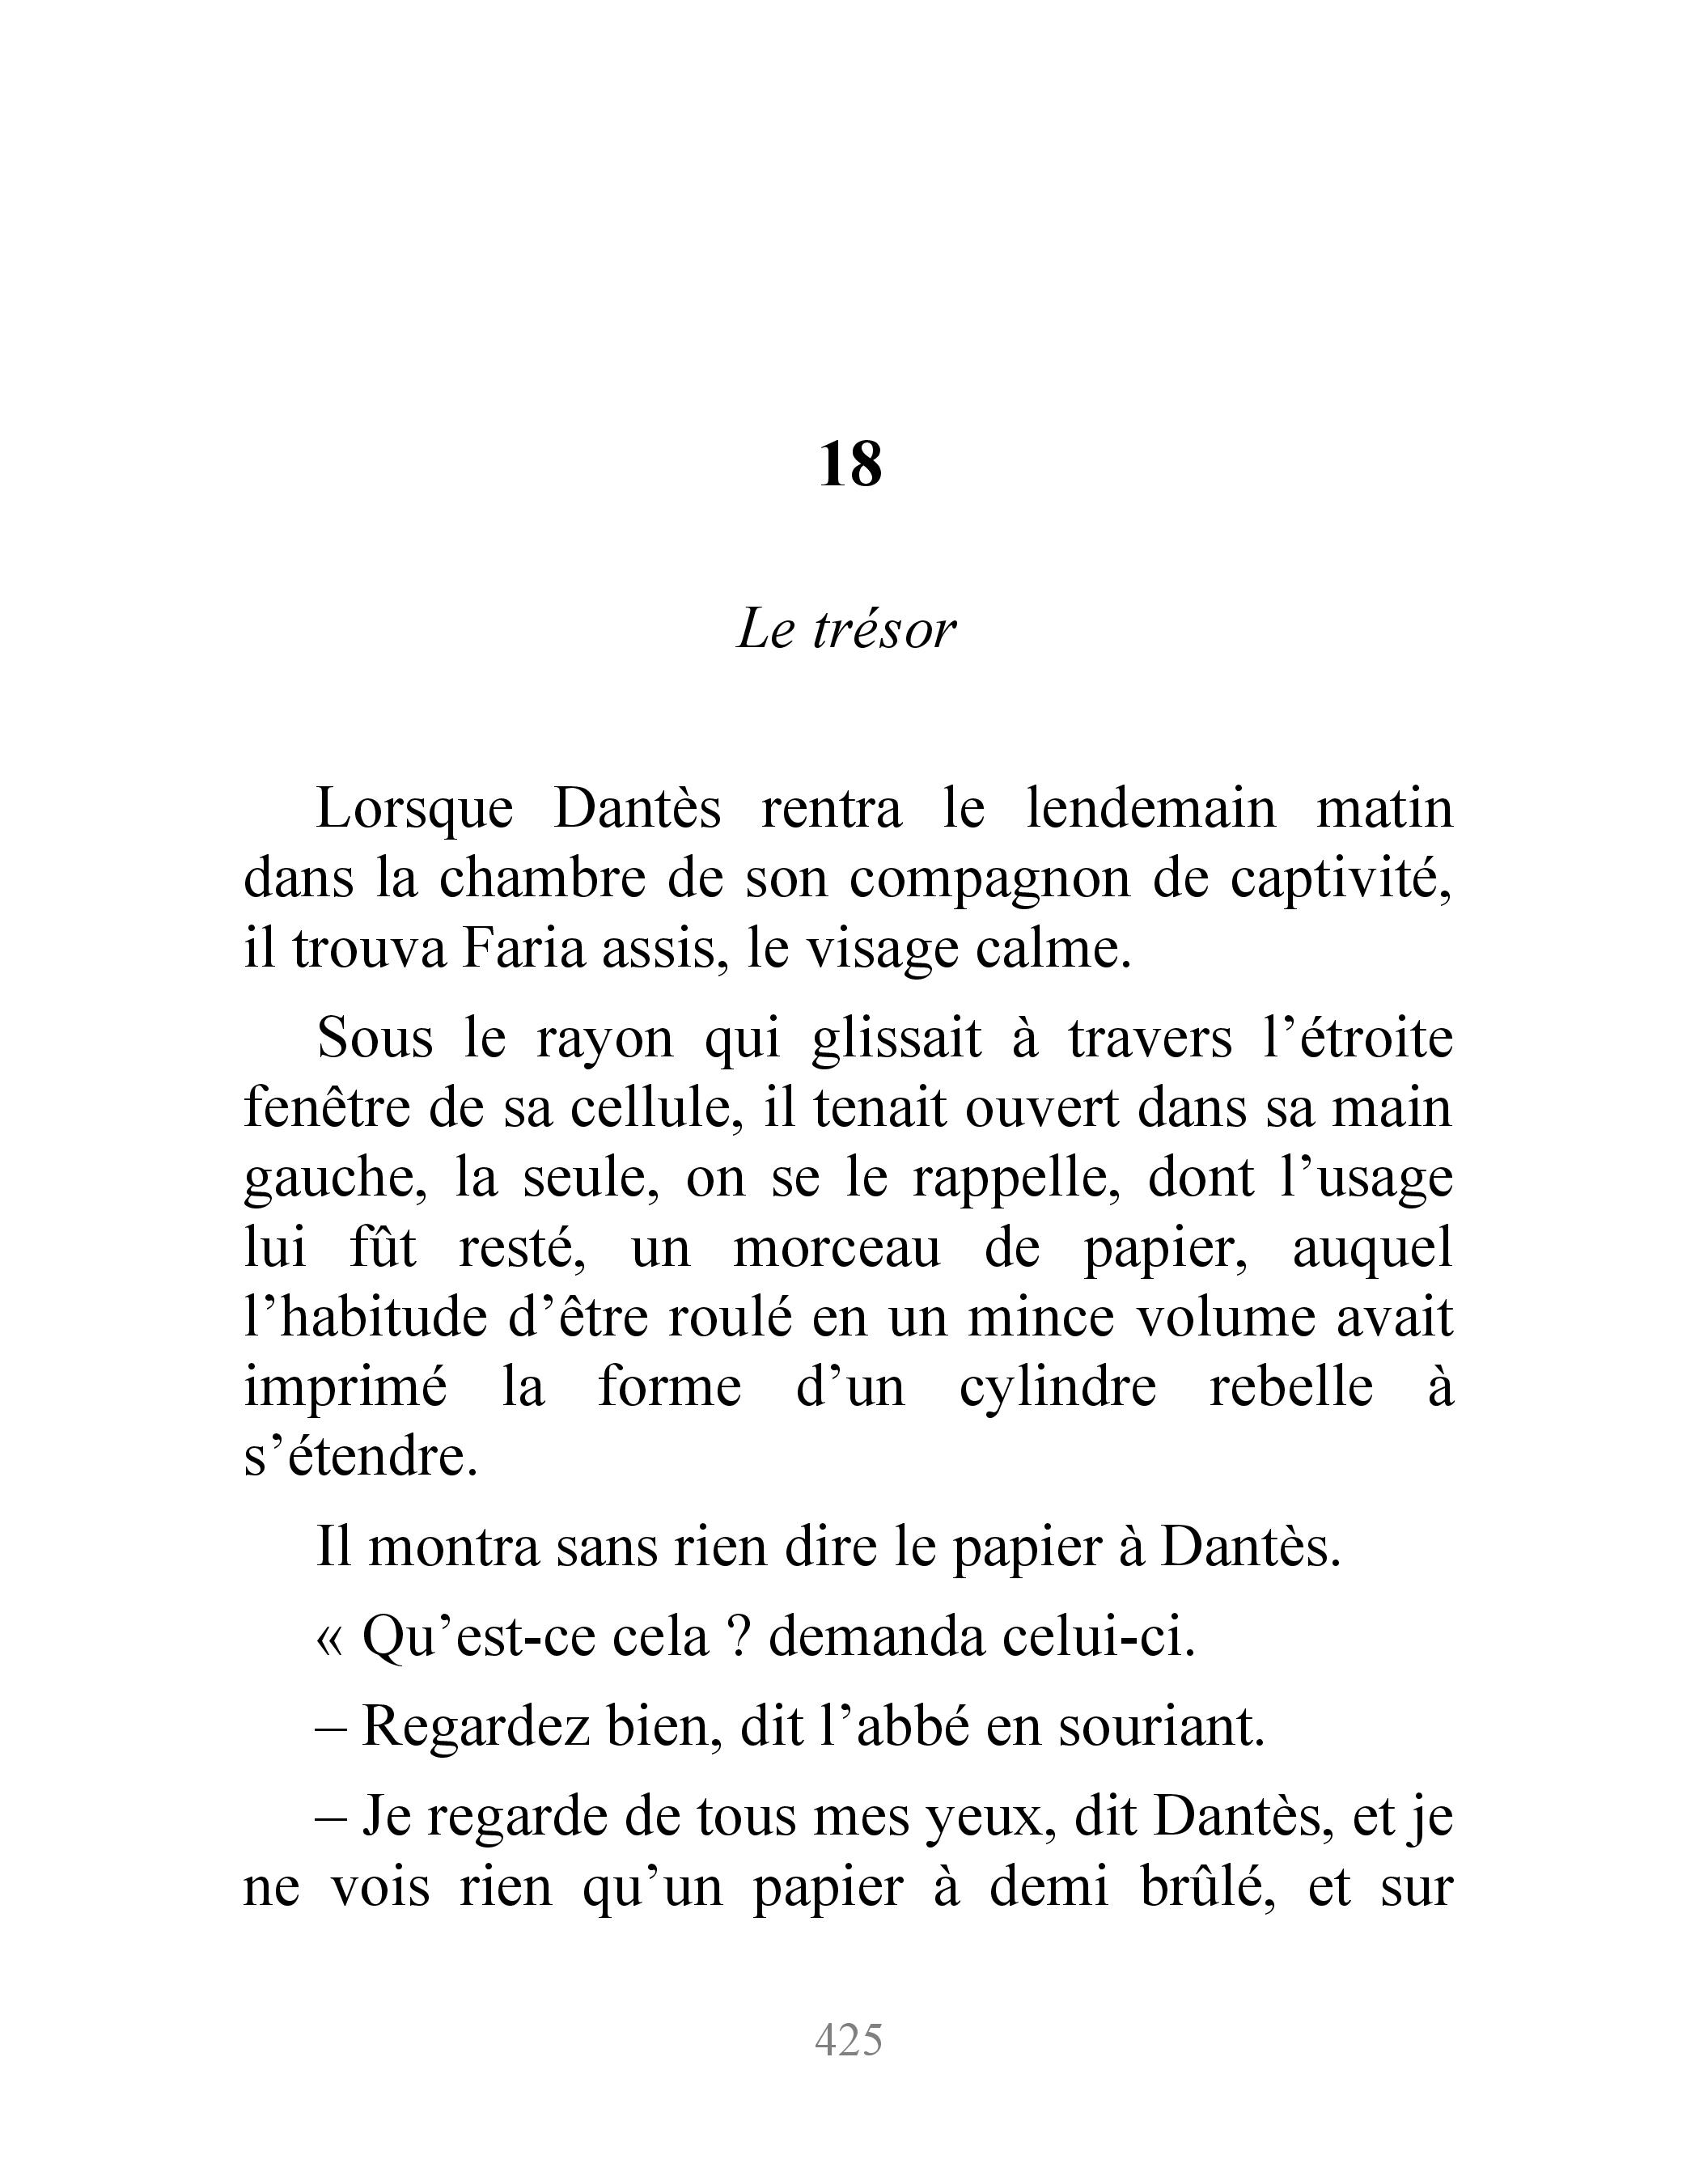 18
Le trésor
Lorsque Dantès rentra le lendemain matin
dans la chambre de son compagnon de captivité,
il trouva Faria assis, le visage calme.
Sous le rayon qui glissait à travers l’étroite
fenêtre de sa cellule, il tenait ouvert dans sa main
gauche, la seule, on se le rappelle, dont l’usage
lui fût resté, un morceau de papier, auquel
l’habitude d’être roulé en un mince volume avait
imprimé la forme d’un cylindre rebelle à
s’étendre.
Il montra sans rien dire le papier à Dantès.
« Qu’est-ce cela ? demanda celui-ci.
– Regardez bien, dit l’abbé en souriant.
– Je regarde de tous mes yeux, dit Dantès, et je
ne vois rien qu’un papier à demi brûlé, et sur
425